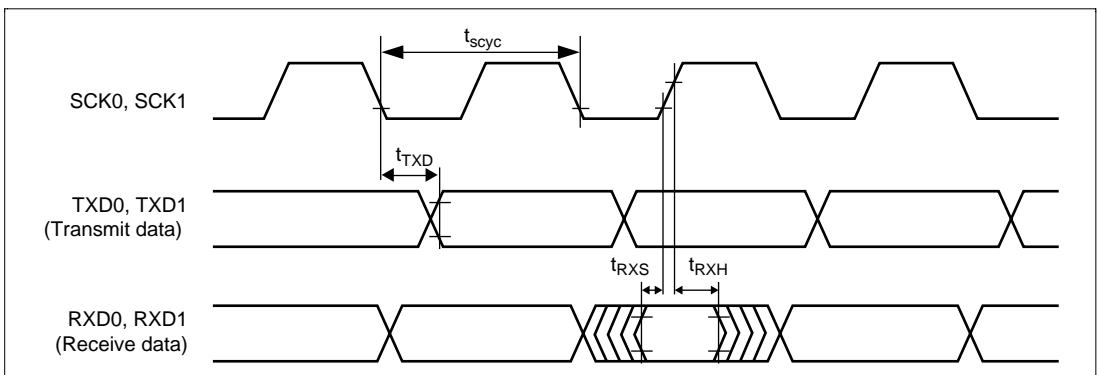 tscyc
SCK0, SCK1
tTXD
TXD0, TXD1
(Transmit data)
tRXS
tRXH
RXD0, RXD1
(Receive data)